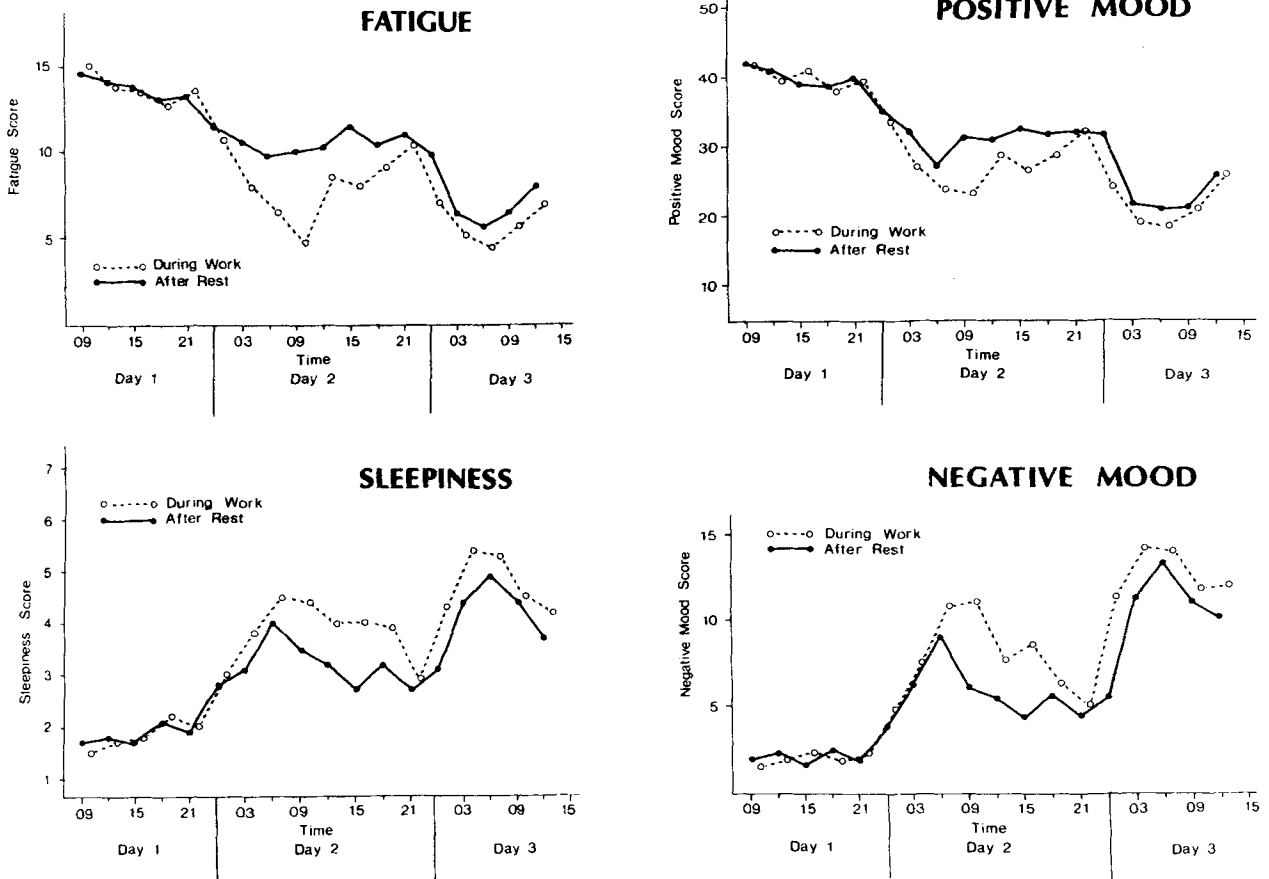 FATIGUE
15
10
5
Fatigue Score
During Work
After Rest
09 15 21 03 09 15 21 03 09 15
Time
Day 1 Day 2 Day 3
POSITIVE MOOD
50
40
30
20
10
Positive Mood Score
During Work
After Rest
09 15 21 03 09 15 21 03 09 15
Time
Day 1 Day 2 Day 3
SLEEPINESS
7
6
5
4
3
2
1
Sleepiness Score
During Work
After Rest
09 15 21 03 09 15 21 03 09 15
Time
Day 1 Day 2 Day 3
NEGATIVE MOOD
15
10
5
Negative Mood Score
During Work
After Rest
09 15 21 03 09 15 21 03 09 15
Time
Day 1 Day 2 Day 3